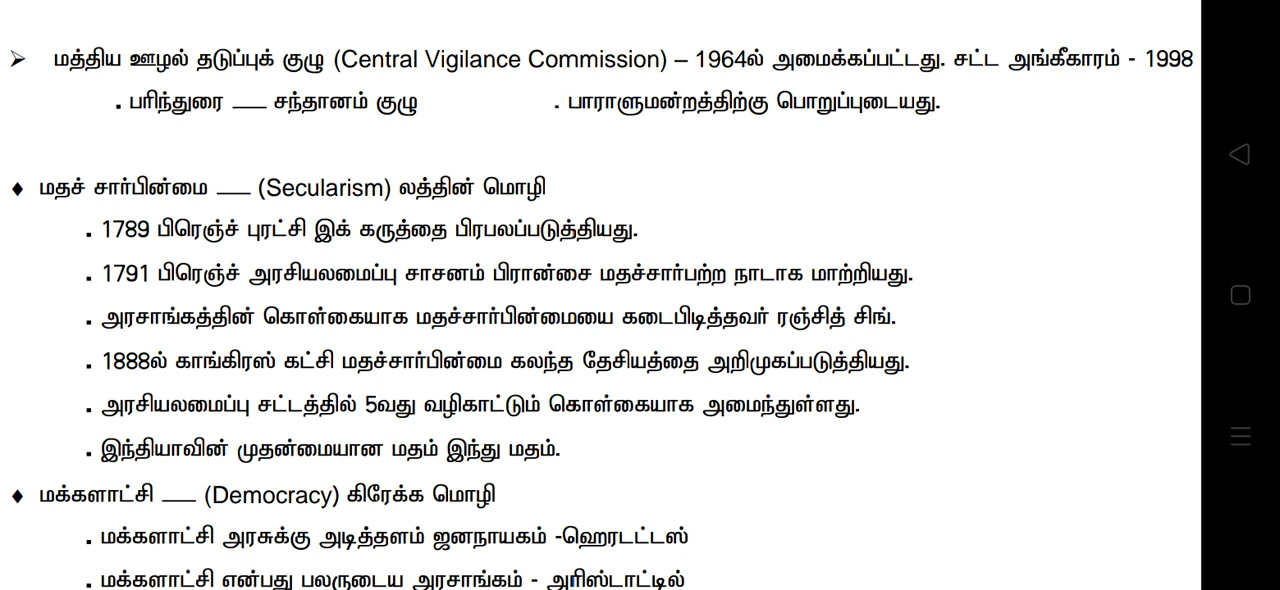 ➢ மத்திய ஊழல் தடுப்புக் குழு (Central Vigilance Commission) – 1964ல் அமைக்கப்பட்டது. சட்ட அங்கீகாரம் - 1998
. பரிந்துரை ___ சந்தானம் குழு . பாராளுமன்றத்திற்கு பொறுப்புடையது.
♦ மதச் சார்பின்மை ___ (Secularism) லத்தின் மொழி
. 1789 பிரெஞ்ச் புரட்சி இக் கருத்தை பிரபலப்படுத்தியது.
. 1791 பிரெஞ்ச் அரசியலமைப்பு சாசனம் பிரான்சை மதச்சார்பற்ற நாடாக மாற்றியது.
. அரசாங்கத்தின் கொள்கையாக மதச்சார்பின்மையை கடைபிடித்தவர் ரஞ்சித் சிங்.
. 1888ல் காங்கிரஸ் கட்சி மதச்சார்பின்மை கலந்த தேசியத்தை அறிமுகப்படுத்தியது.
. அரசியலமைப்பு சட்டத்தில் 5வது வழிகாட்டும் கொள்கையாக அமைந்துள்ளது.
. இந்தியாவின் முதன்மையான மதம் இந்து மதம்.
♦ மக்களாட்சி ___ (Democracy) கிரேக்க மொழி
. மக்களாட்சி அரசுக்கு அடித்தளம் ஜனநாயகம் -ஹெரடட்டஸ்
. மக்களாட்சி என்பது பலருடைய அரசாங்கம் - அரிஸ்டாட்டில்